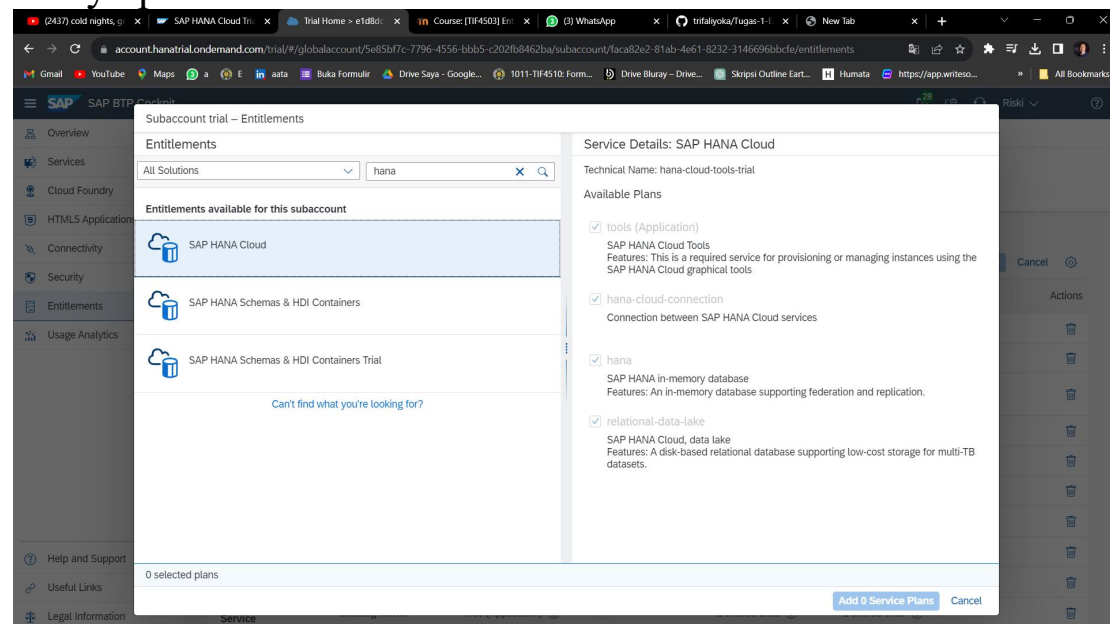 (2437) cold nights, gi
SAP HANA Cloud Tria
Trial Home > e1d8dc
Course: [TIF4503] Ent
(3) WhatsApp
trifaliyoka/Tugas-1-E
New Tab
account.hanatrial.ondemand.com/trial/#/globalaccount/5e85bf7c-7796-4556-bbb5-c202fb8462ba/subaccount/faca82e2-81ab-4e61-8232-3146696bbcfe/entitlements
Gmail
YouTube
Maps
a
E
aata
Buka Formulir
Drive Saya - Google...
1011-TIF4510: Form...
Drive Bluray – Drive...
Skripsi Outline Eart...
Humata
https://app.writeso...
»
All Bookmarks
SAP
SAP BTP Cockpit
28
Riski
Overview
Services
Cloud Foundry
HTML5 Applications
Connectivity
Security
Entitlements
Usage Analytics
Help and Support
Useful Links
Legal Information
Subaccount trial – Entitlements
Entitlements
All Solutions
hana
Entitlements available for this subaccount
SAP HANA Cloud
SAP HANA Schemas & HDI Containers
SAP HANA Schemas & HDI Containers Trial
Can't find what you're looking for?
Service Details: SAP HANA Cloud
Technical Name: hana-cloud-tools-trial
Available Plans
tools (Application)
SAP HANA Cloud Tools
Features: This is a required service for provisioning or managing instances using the
SAP HANA Cloud graphical tools
hana-cloud-connection
Connection between SAP HANA Cloud services
hana
SAP HANA in-memory database
Features: An in-memory database supporting federation and replication.
relational-data-lake
SAP HANA Cloud, data lake
Features: A disk-based relational database supporting low-cost storage for multi-TB
datasets.
0 selected plans
Add 0 Service Plans
Cancel
Cancel
Actions
Service